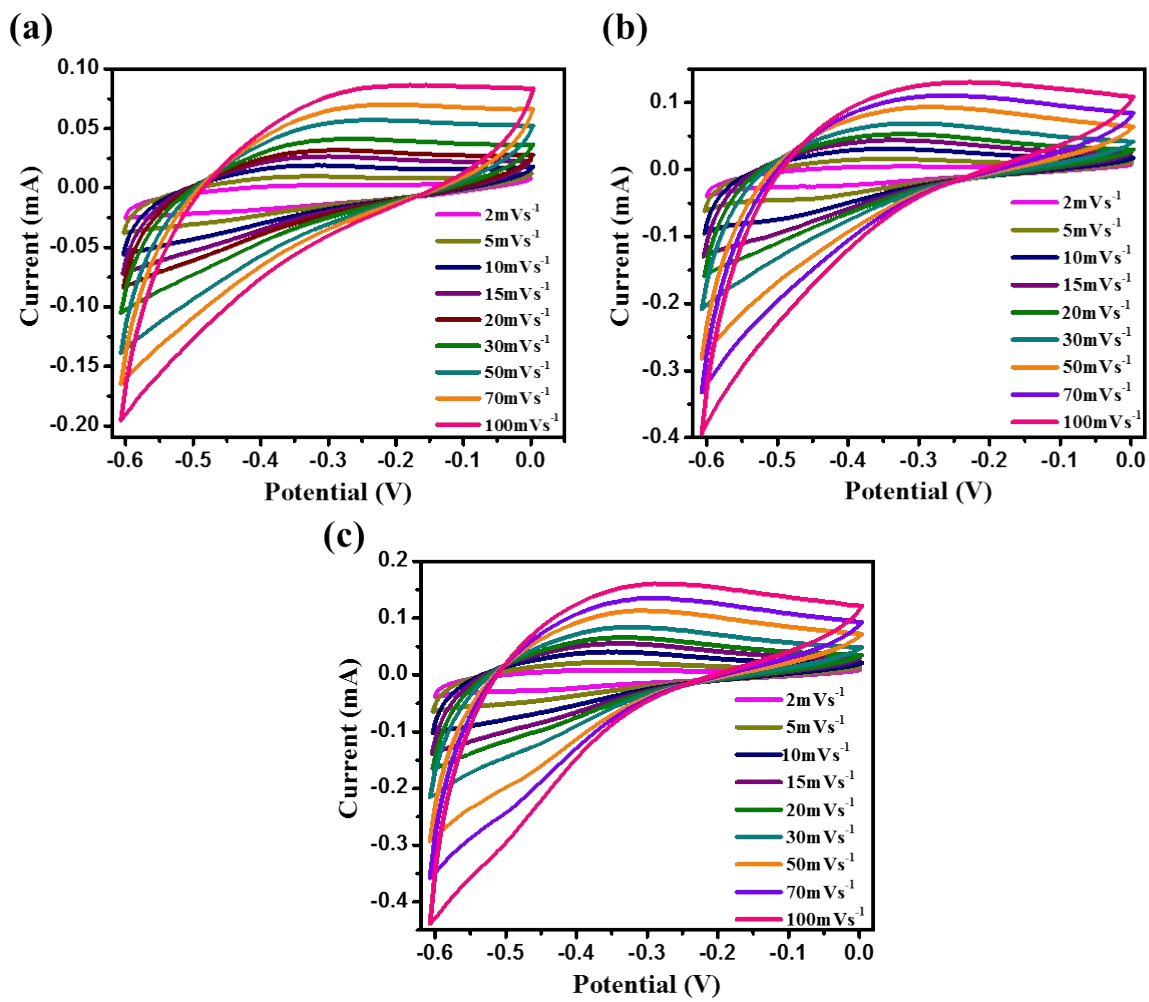 (a)
0.10
0.05
0.00
-0.05
-0.10
-0.15
-0.20
Current (mA)
2mVs⁻¹
5mVs⁻¹
10mVs⁻¹
15mVs⁻¹
20mVs⁻¹
30mVs⁻¹
50mVs⁻¹
70mVs⁻¹
100mVs⁻¹
-0.6 -0.5 -0.4 -0.3 -0.2 -0.1 0.0
Potential (V)
(b)
0.1
0.0
-0.1
-0.2
-0.3
-0.4
Current (mA)
2mVs⁻¹
5mVs⁻¹
10mVs⁻¹
15mVs⁻¹
20mVs⁻¹
30mVs⁻¹
50mVs⁻¹
70mVs⁻¹
100mVs⁻¹
-0.6 -0.5 -0.4 -0.3 -0.2 -0.1 0.0
Potential (V)
(c)
0.2
0.1
0.0
-0.1
-0.2
-0.3
-0.4
Current (mA)
2mVs⁻¹
5mVs⁻¹
10mVs⁻¹
15mVs⁻¹
20mVs⁻¹
30mVs⁻¹
50mVs⁻¹
70mVs⁻¹
100mVs⁻¹
-0.6 -0.5 -0.4 -0.3 -0.2 -0.1 0.0
Potential (V)